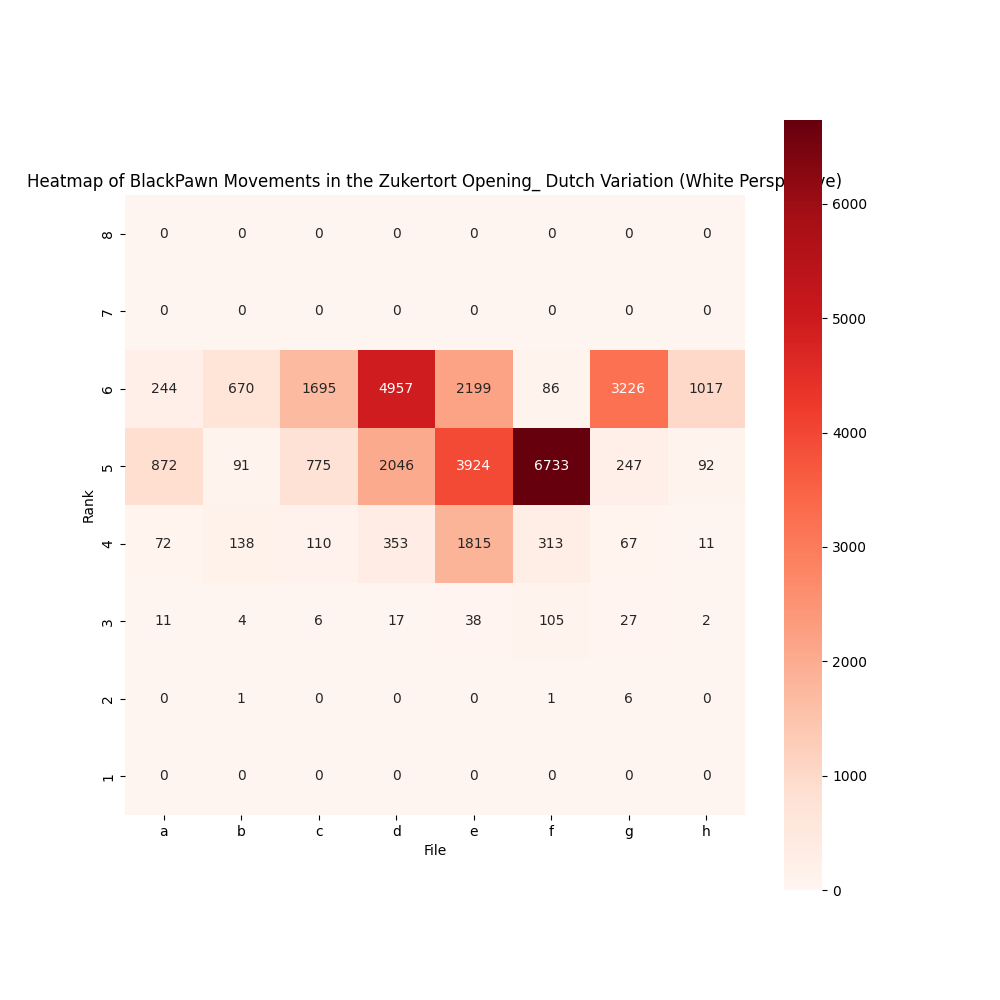 Heatmap of BlackPawn Movements in the Zukertort Opening_ Dutch Variation (White Perspective)
8 0 0 0 0 0 0 0 0
7 0 0 0 0 0 0 0 0
6 244 670 1695 4957 2199 86 3226 1017
5 872 91 775 2046 3924 6733 247 92
4 72 138 110 353 1815 313 67 11
3 11 4 6 17 38 105 27 2
2 0 1 0 0 0 1 6 0
1 0 0 0 0 0 0 0 0
a b c d e f g h
File
Rank
6000
5000
4000
3000
2000
1000
0